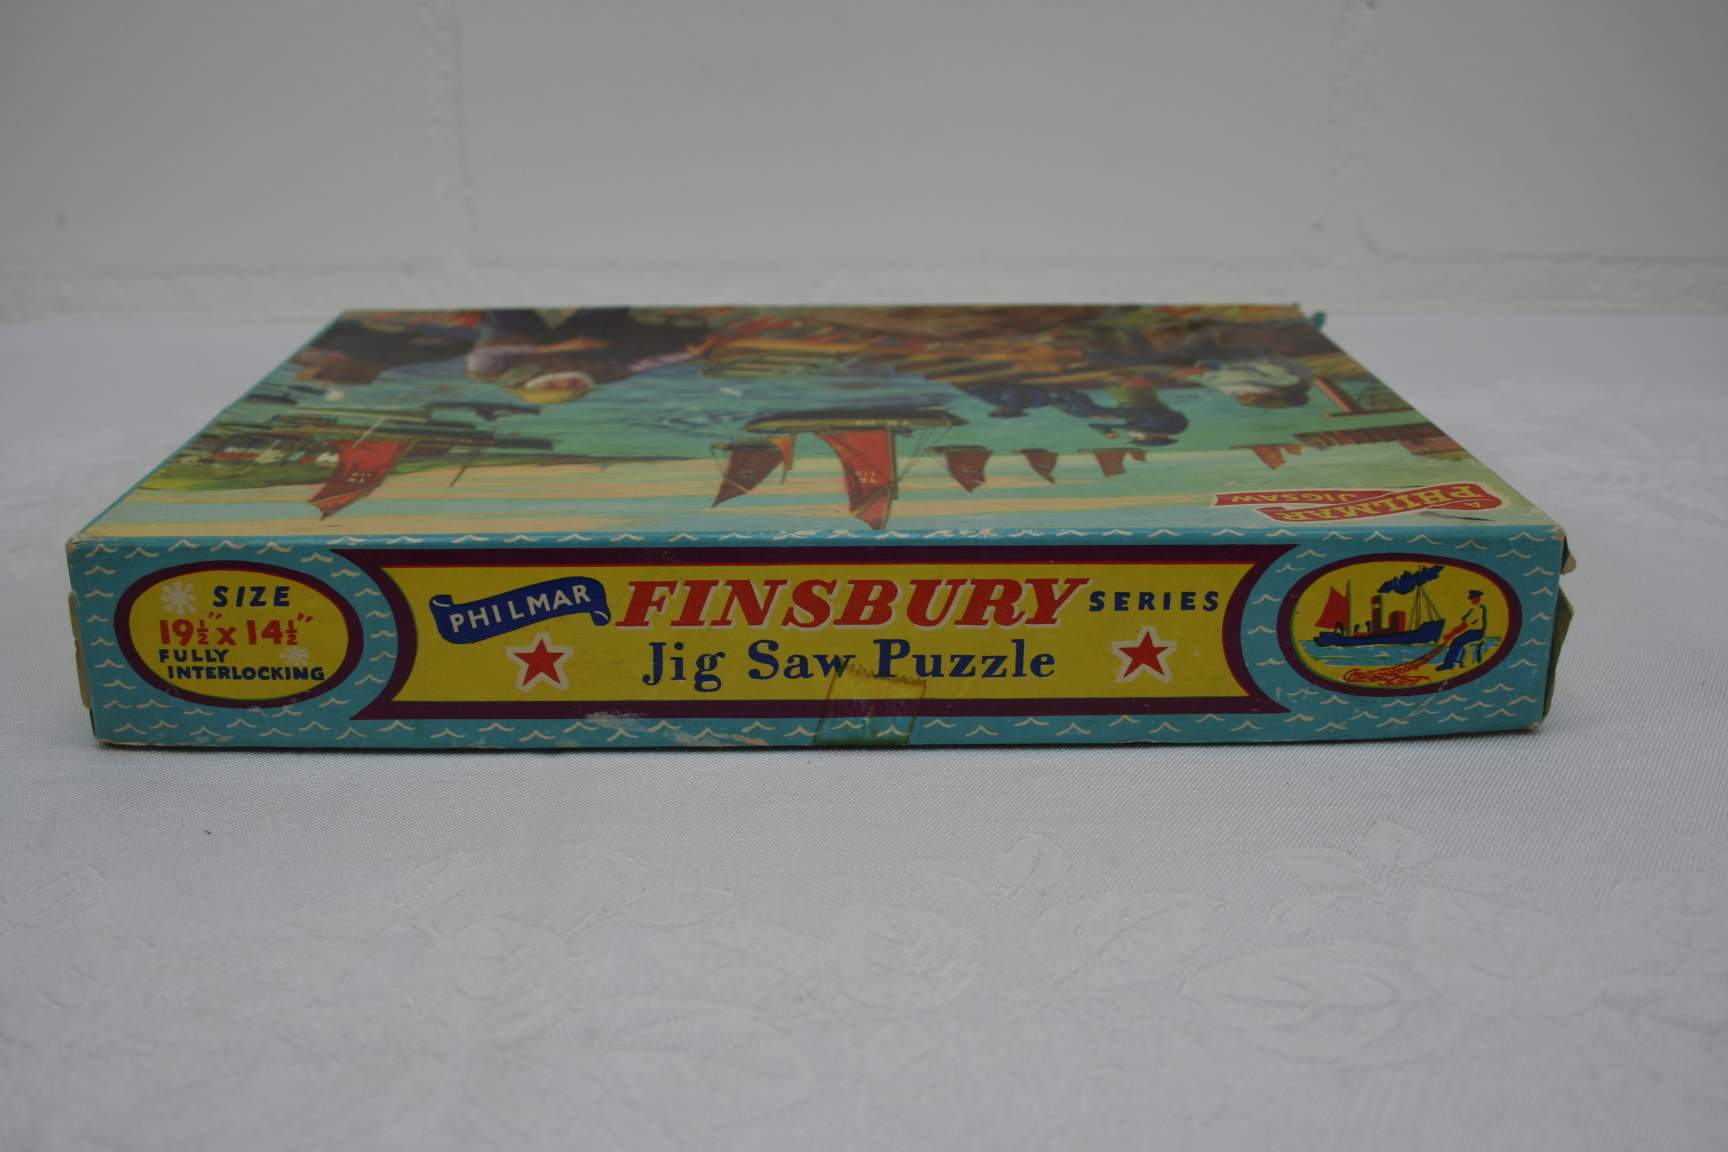 A
PHILMAR
JIGSAW
SIZE
19½" x 14½"
FULLY
INTERLOCKING
PHILMAR FINSBURY SERIES
Jig Saw Puzzle